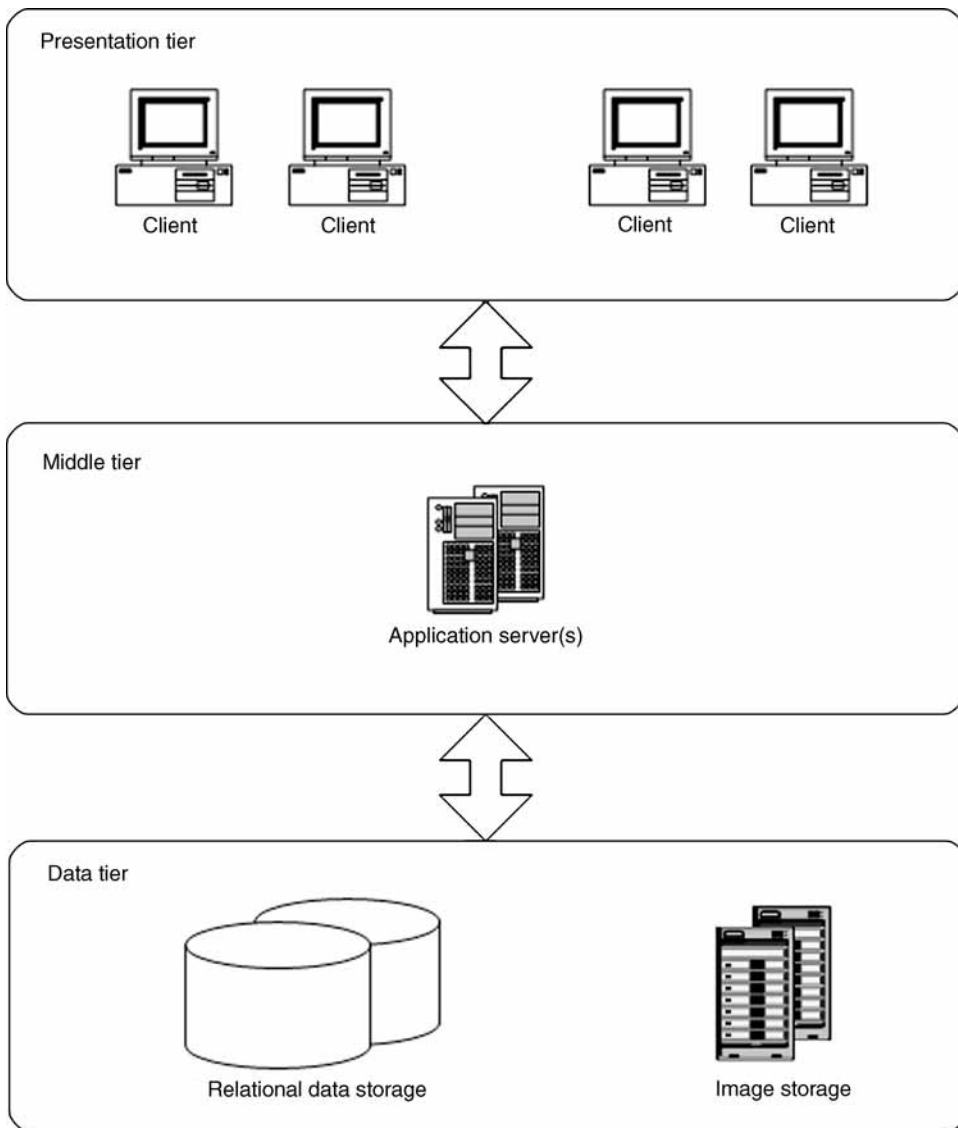 Presentation tier
Client
Client
Client
Client
Middle tier
Application server(s)
Data tier
Relational data storage
Image storage